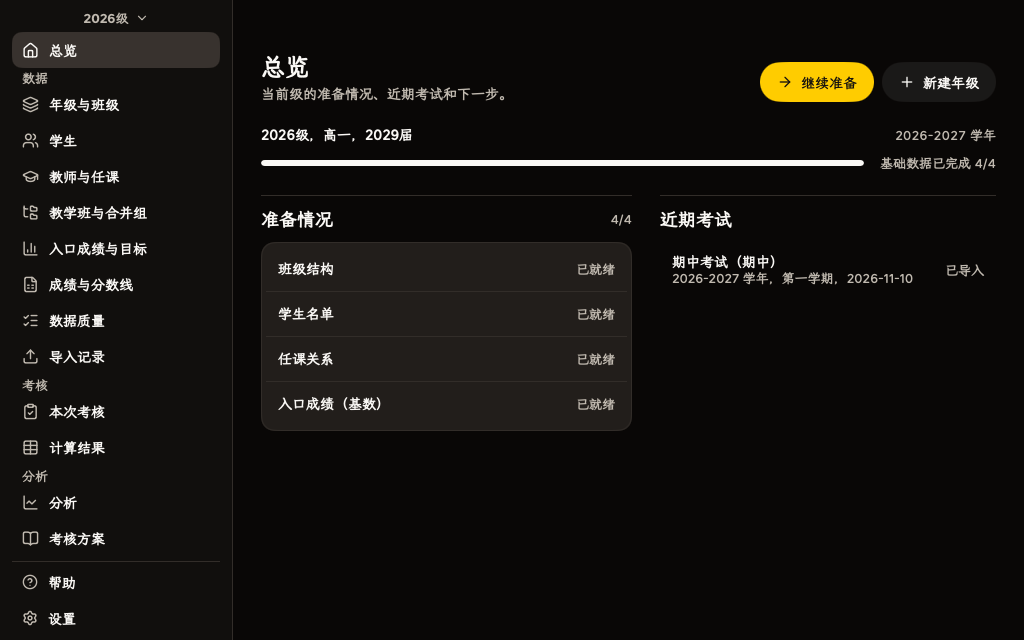 2026级
总览
数据
年级与班级
学生
教师与任课
教学班与合并组
入口成绩与目标
成绩与分数线
数据质量
导入记录
考核
本次考核
计算结果
分析
分析
考核方案
帮助
设置
总览
当前级的准备情况、近期考试和下一步。
继续准备
新建年级
2026级，高一，2029届
2026-2027 学年
基础数据已完成 4/4
准备情况
4/4
班级结构 已就绪
学生名单 已就绪
任课关系 已就绪
入口成绩（基数） 已就绪
近期考试
期中考试（期中）
2026-2027 学年，第一学期，2026-11-10
已导入